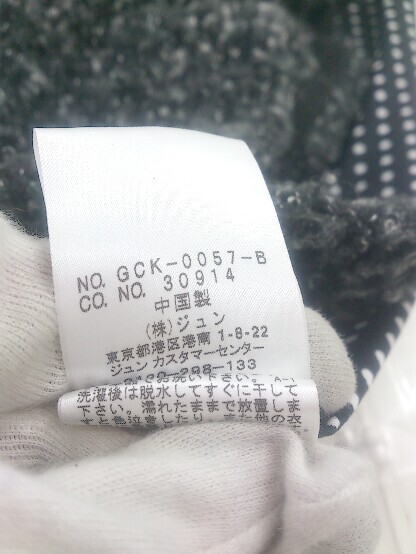 NO. GCK-0057-B
CO. NO. 30914
中国製
(株)ジュン
東京都港区港南 1-8-22
ジュン カスタマーセンター
298-133
洗濯後は脱水してすぐに干して
下さい。濡れたままで放置しま